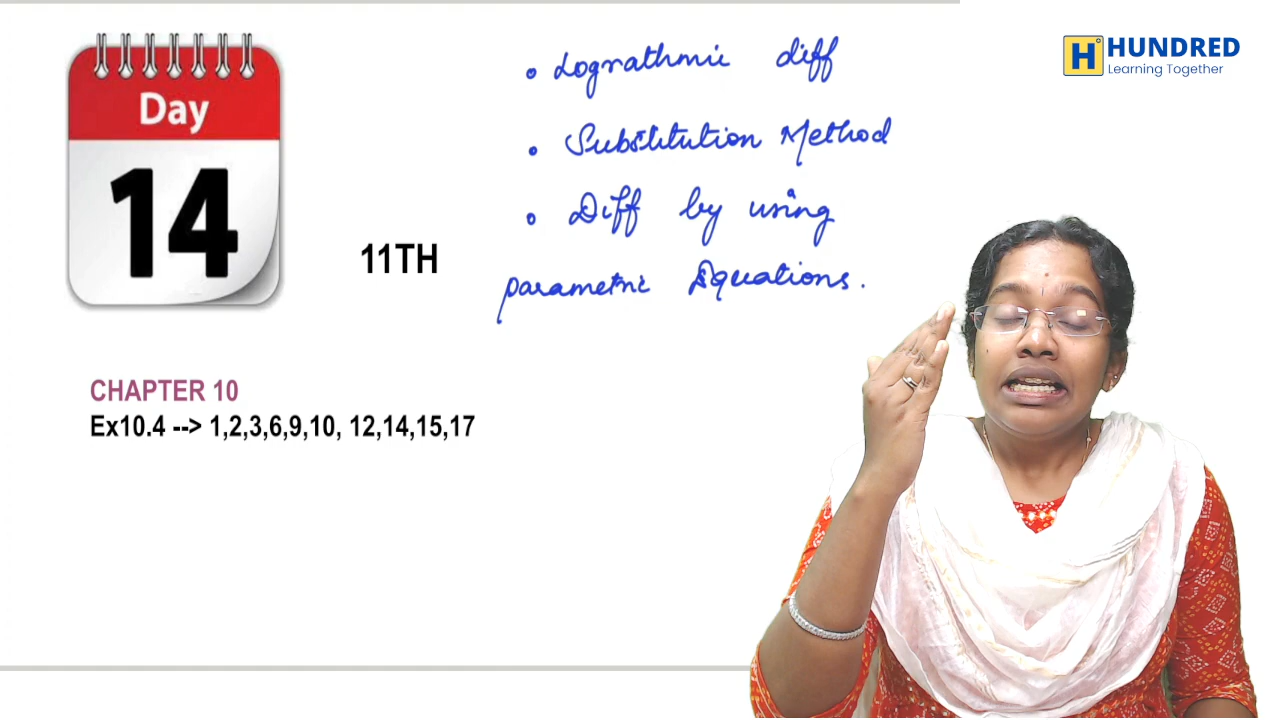 Day
14
11TH
• Lograthmic diff
• Substitution Method
• Diff by using
parametric Equations.
CHAPTER 10
Ex10.4 --> 1,2,3,6,9,10, 12,14,15,17
H° HUNDRED
Learning Together